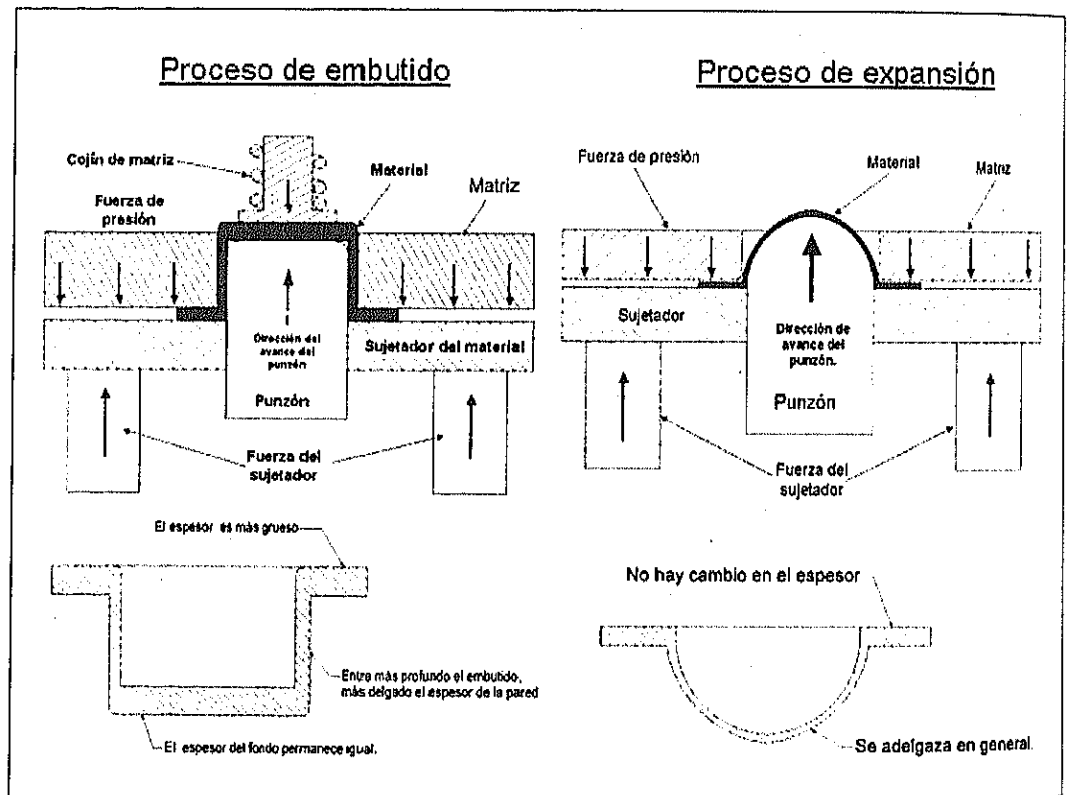 Proceso de embutido
Cojín de matriz
Material
Matriz
Fuerza de
presión
Dirección del
avance del
punzón
Sujetador del material
Punzón
Fuerza del
sujetador
El espesor es más grueso
Entre más profundo el embutido,
más delgado el espesor de la pared
El espesor del fondo permanece igual.
Proceso de expansión
Fuerza de presión
Material
Matriz
Sujetador
Dirección de
avance del
punzón.
Punzón
Fuerza del
sujetador
No hay cambio en el espesor
Se adelgaza en general.